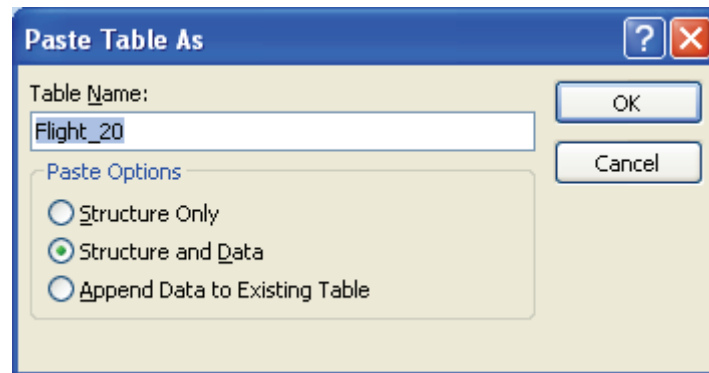 Paste Table As
Table Name:
Flight_20
OK
Cancel
Paste Options
Structure Only
Structure and Data
Append Data to Existing Table